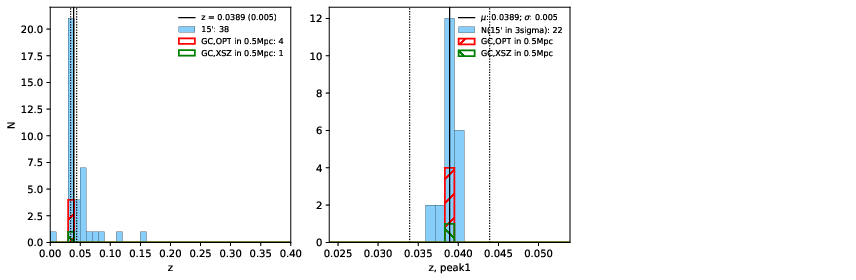 z = 0.0389 (0.005)
15': 38
GC,OPT in 0.5Mpc: 4
GC,XSZ in 0.5Mpc: 1
N
22.5
20.0
17.5
15.0
12.5
10.0
7.5
5.0
2.5
0.0
0.00 0.05 0.10 0.15 0.20 0.25 0.30 0.35 0.40
z
μ: 0.0389; σ: 0.005
N(15' in 3sigma): 22
GC,OPT in 0.5Mpc
GC,XSZ in 0.5Mpc
12
10
8
6
4
2
0
0.025 0.030 0.035 0.040 0.045 0.050
z, peak1